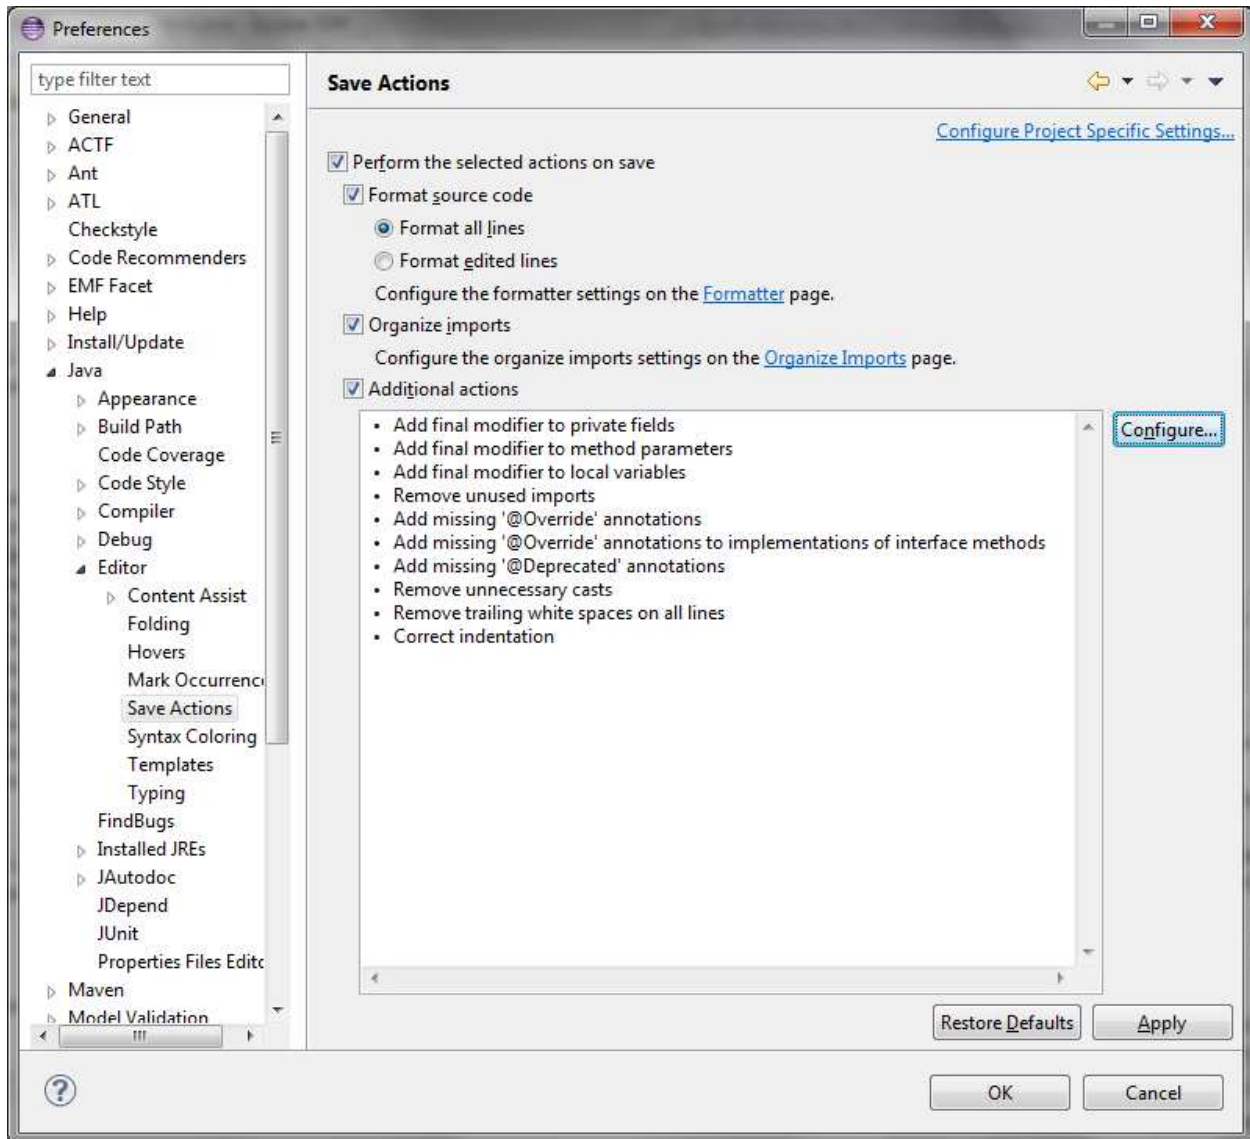 Preferences
type filter text
General
ACTF
Ant
ATL
Checkstyle
Code Recommenders
EMF Facet
Help
Install/Update
Java
Appearance
Build Path
Code Coverage
Code Style
Compiler
Debug
Editor
Content Assist
Folding
Hovers
Mark Occurrenc
Save Actions
Syntax Coloring
Templates
Typing
FindBugs
Installed JREs
JAutodoc
JDepend
JUnit
Properties Files Edito
Maven
Model Validation
Save Actions
Configure Project Specific Settings...
Perform the selected actions on save
Format source code
Format all lines
Format edited lines
Configure the formatter settings on the Formatter page.
Organize imports
Configure the organize imports settings on the Organize Imports page.
Additional actions
• Add final modifier to private fields
• Add final modifier to method parameters
• Add final modifier to local variables
• Remove unused imports
• Add missing '@Override' annotations
• Add missing '@Override' annotations to implementations of interface methods
• Add missing '@Deprecated' annotations
• Remove unnecessary casts
• Remove trailing white spaces on all lines
• Correct indentation
Configure...
Restore Defaults
Apply
OK
Cancel